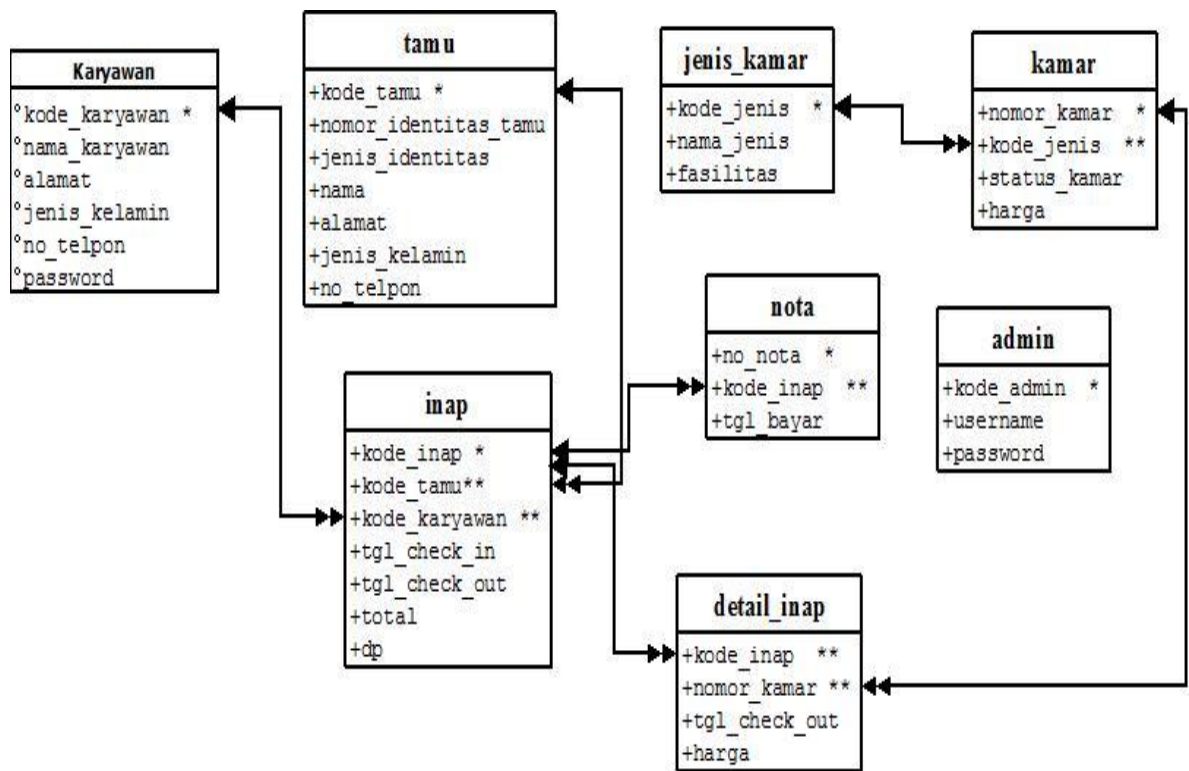 Karyawan
°kode_karyawan *
°nama_karyawan
°alamat
°jenis_kelamin
°no_telpon
°password
tamu
+kode_tamu *
+nomor_identitas_tamu
+jenis_identitas
+nama
+alamat
+jenis_kelamin
+no_telpon
jenis_kamar
+kode_jenis *
+nama_jenis
+fasilitas
kamar
+nomor_kamar *
+kode_jenis **
+status_kamar
+harga
nota
+no_nota *
+kode_inap **
+tgl_bayar
admin
+kode_admin *
+username
+password
inap
+kode_inap *
+kode_tamu**
+kode_karyawan **
+tgl_check_in
+tgl_check_out
+total
+dp
detail_inap
+kode_inap **
+nomor_kamar **
+tgl_check_out
+harga